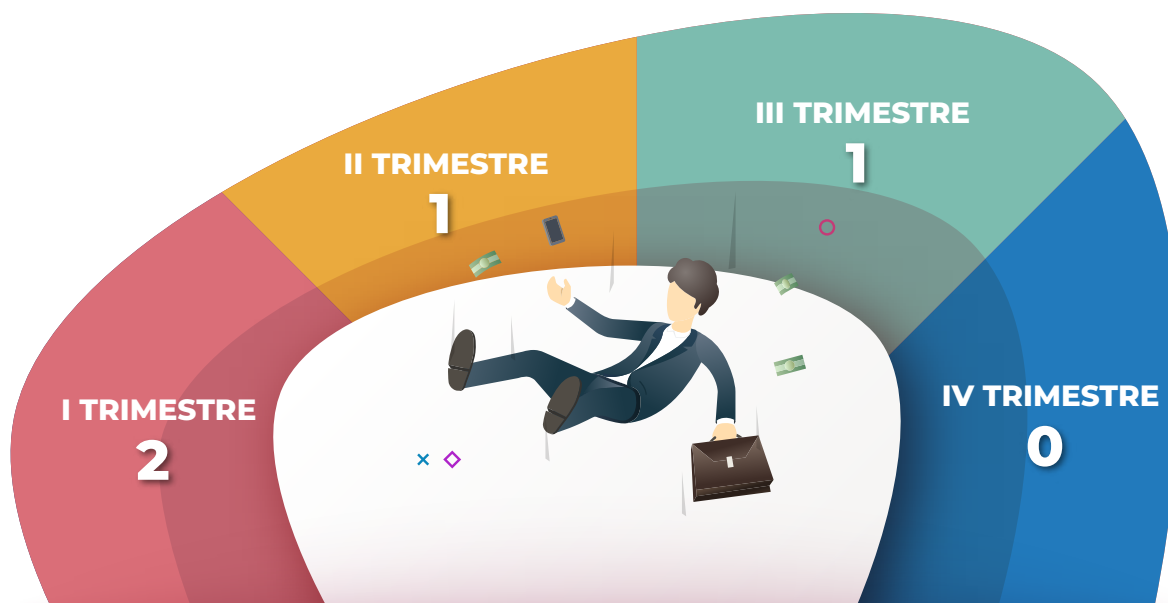 I TRIMESTRE
2
II TRIMESTRE
1
III TRIMESTRE
1
IV TRIMESTRE
0